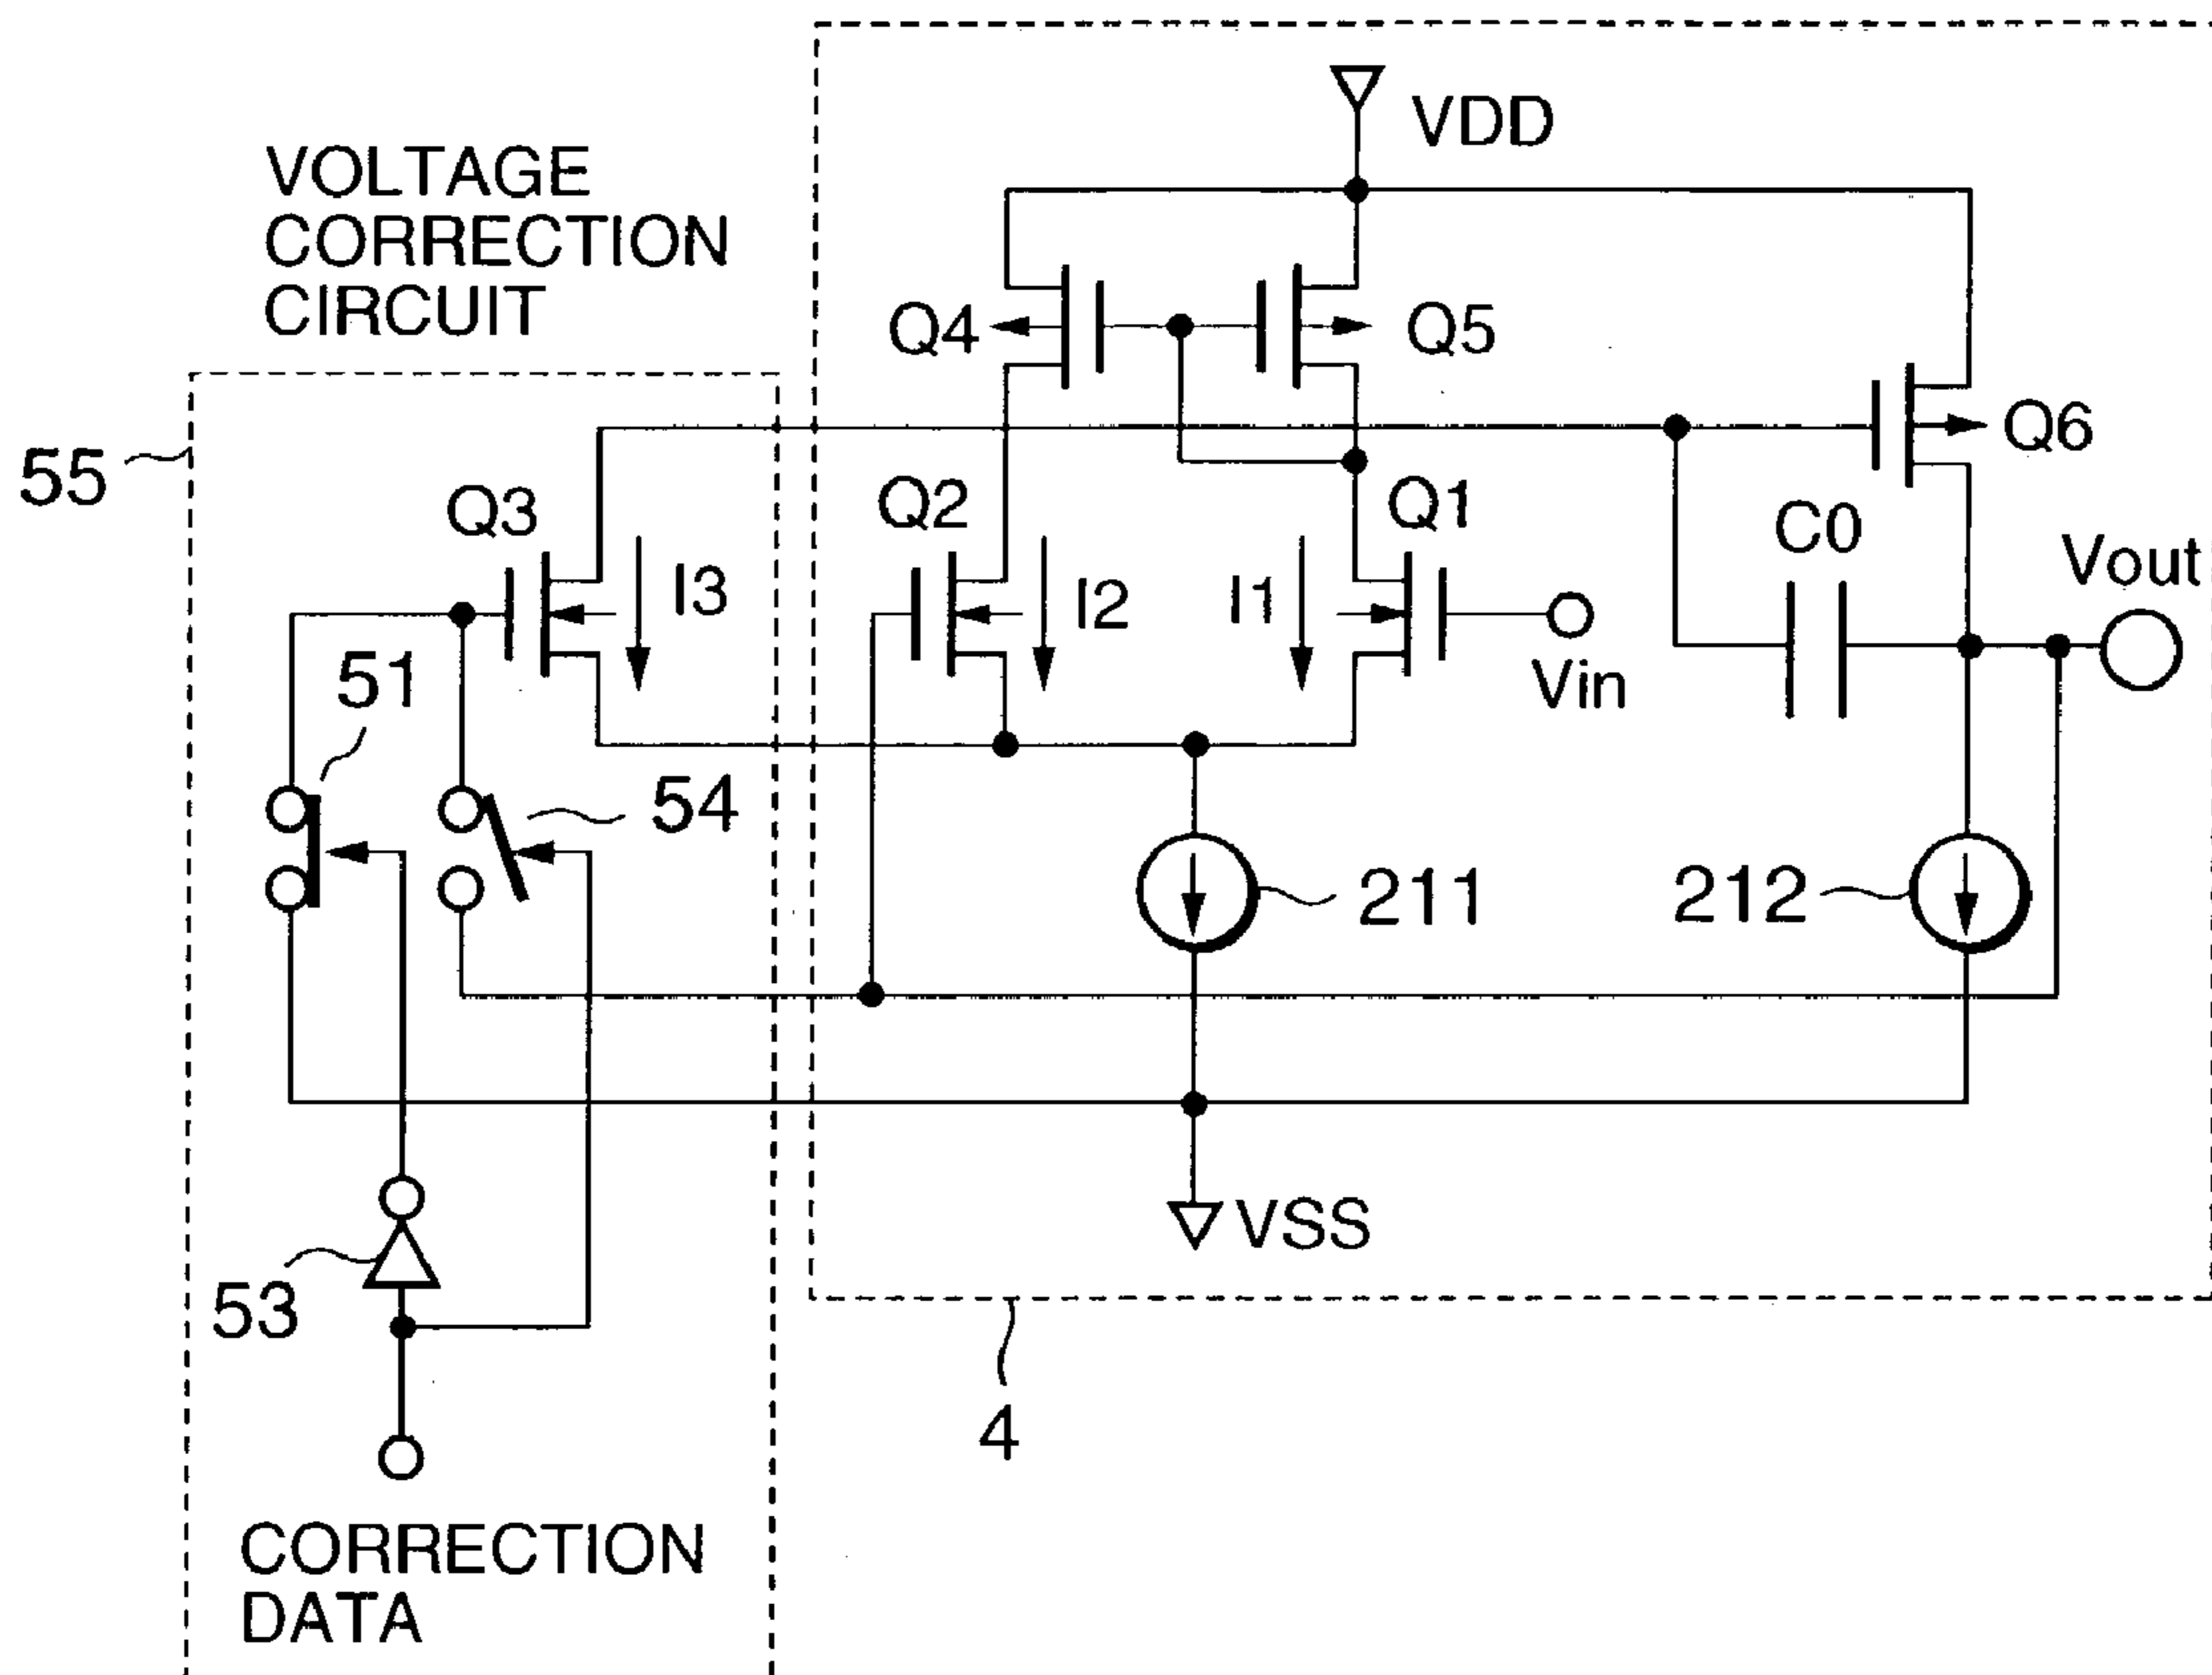 VDD
VOLTAGE
CORRECTION
CIRCUIT
Q4
Q5
Q6
55
Q3
Q2
Q1
C0
Vout
I3
I2
I1
51
Vin
54
211
212
VSS
53
4
CORRECTION
DATA